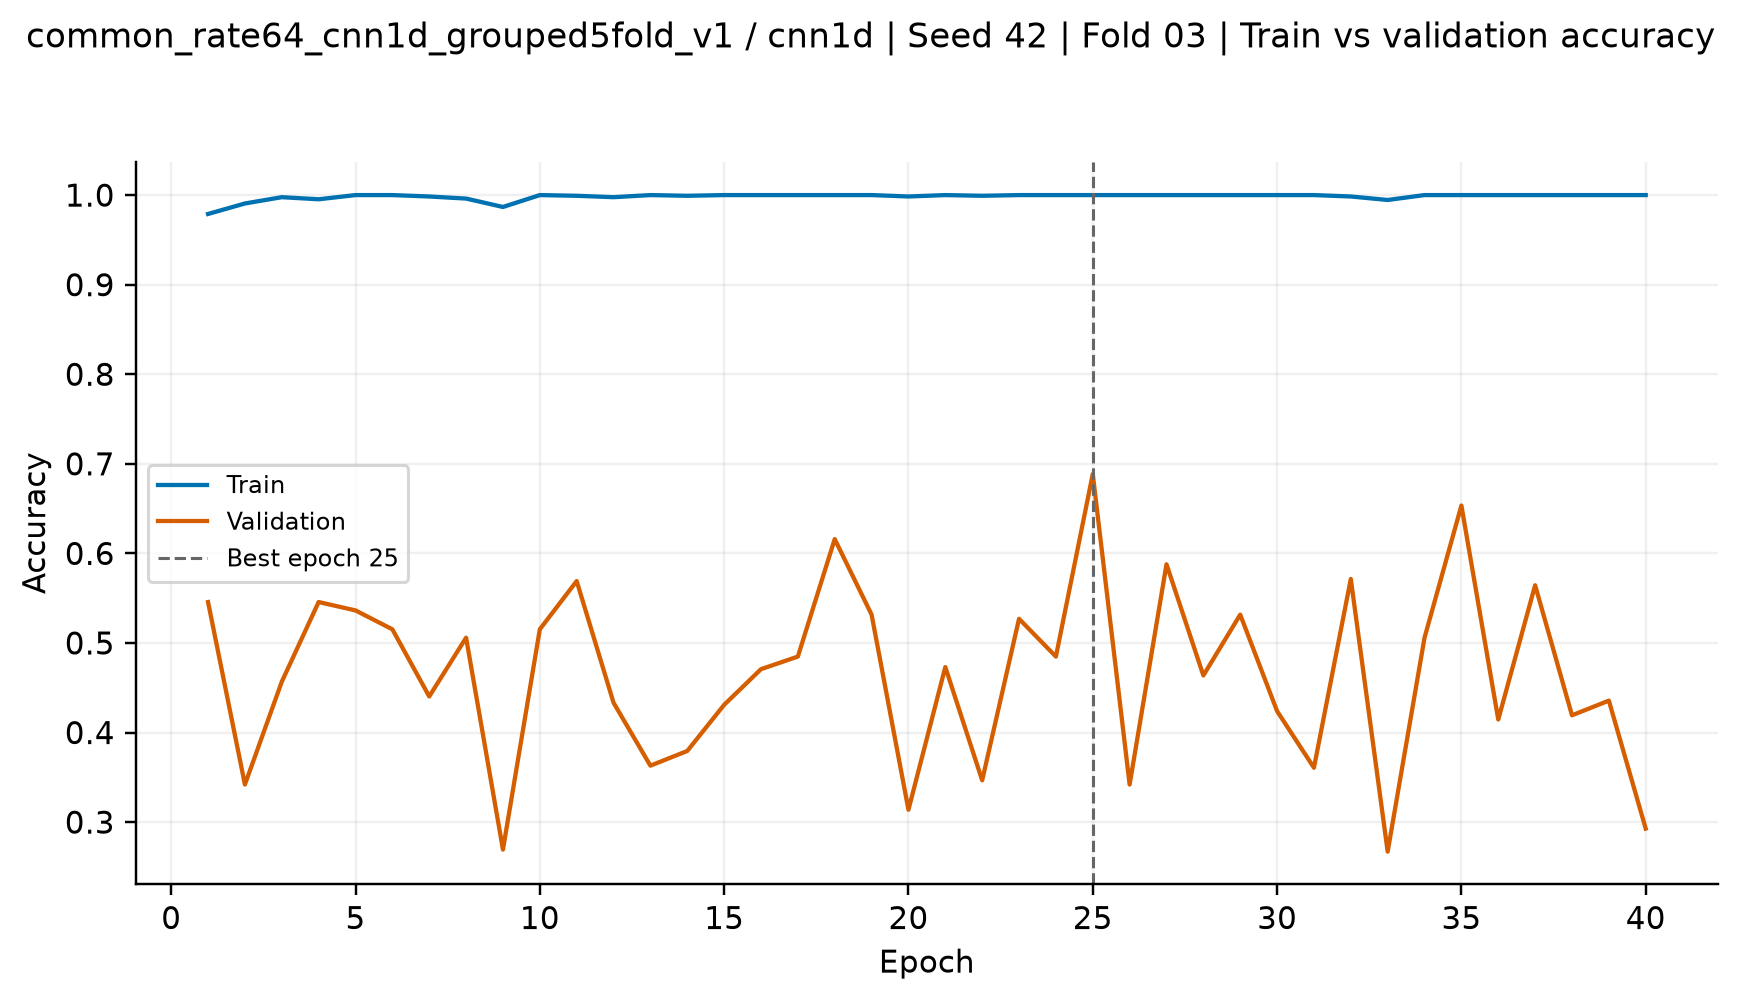 common_rate64_cnn1d_grouped5fold_v1 / cnn1d | Seed 42 | Fold 03 | Train vs validation accuracy
1.0
0.9
0.8
0.7
0.6
0.5
0.4
0.3
Accuracy
Train
Validation
Best epoch 25
0 5 10 15 20 25 30 35 40
Epoch